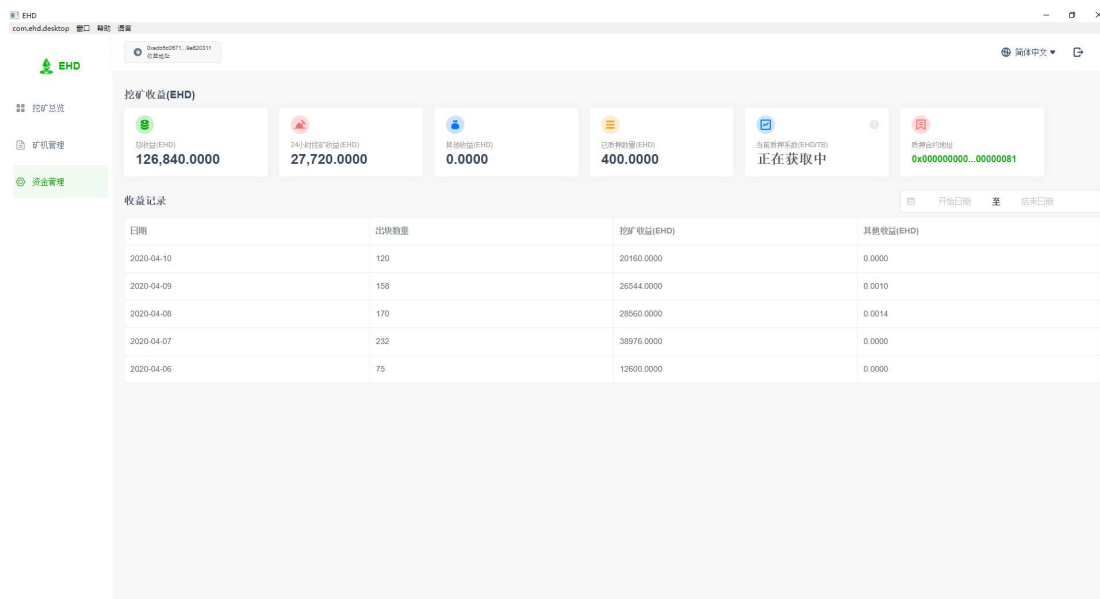 EHD
com.ehd.desktop 窗口 帮助 语言
EHD
0xedb5c0671...9a620311
收益地址
简体中文
挖矿总览
矿机管理
资金管理
挖矿收益(EHD)
总收益(EHD)
126,840.0000
24小时挖矿收益(EHD)
27,720.0000
其他收益(EHD)
0.0000
已质押数量(EHD)
400.0000
当前质押系数(EHD/TB)
正在获取中
质押合约地址
0x000000000...00000081
收益记录
开始日期 至 结束日期
日期 出块数量 挖矿收益(EHD) 其他收益(EHD)
2020-04-10 120 20160.0000 0.0000
2020-04-09 158 26544.0000 0.0010
2020-04-08 170 28560.0000 0.0014
2020-04-07 232 38976.0000 0.0000
2020-04-06 75 12600.0000 0.0000